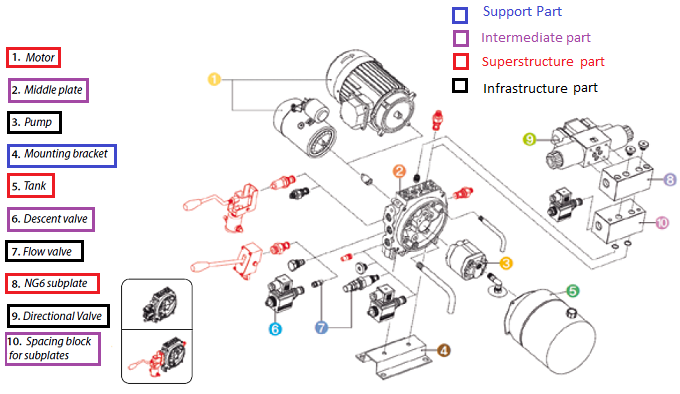 Support Part
Intermediate part
Superstructure part
Infrastructure part
1. Motor
2. Middle plate
3. Pump
4. Mounting bracket
5. Tank
6. Descent valve
7. Flow valve
8. NG6 subplate
9. Directional Valve
10. Spacing block
for subplates
1
9
2
8
10
3
5
6
7
4